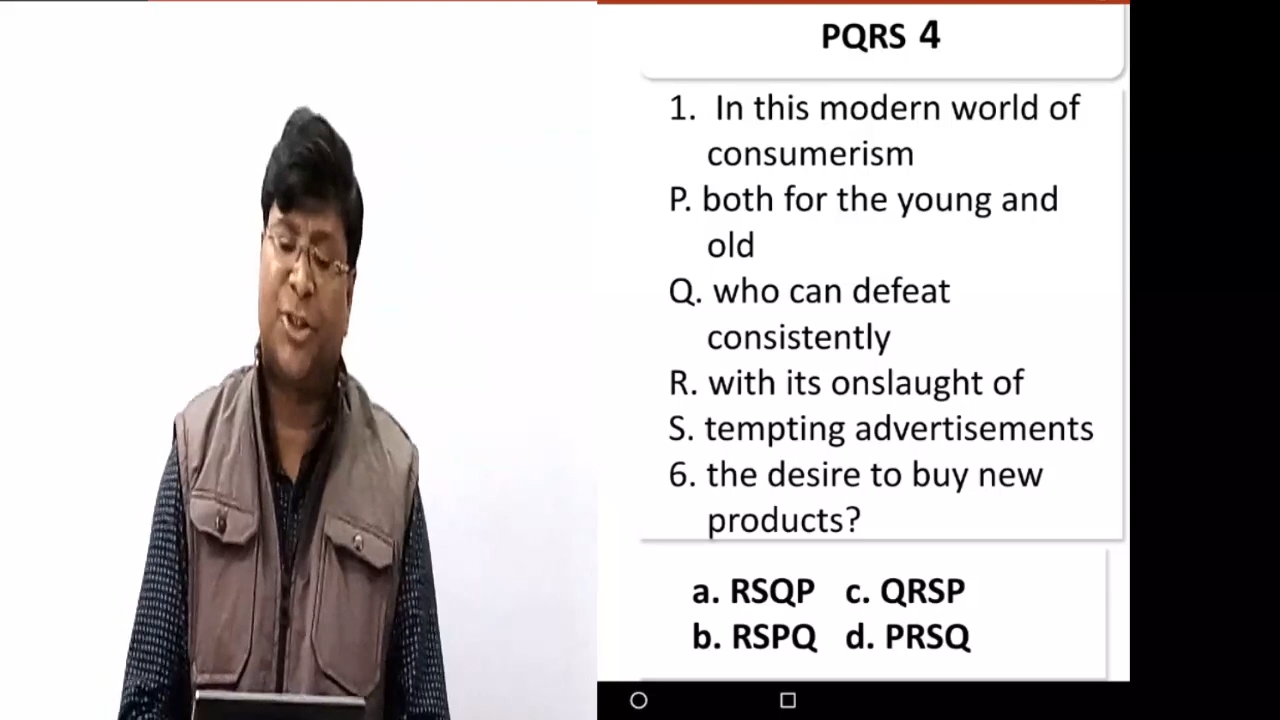 PQRS 4
1. In this modern world of
consumerism
P. both for the young and
old
Q. who can defeat
consistently
R. with its onslaught of
S. tempting advertisements
6. the desire to buy new
products?
a. RSQP c. QRSP
b. RSPQ d. PRSQ